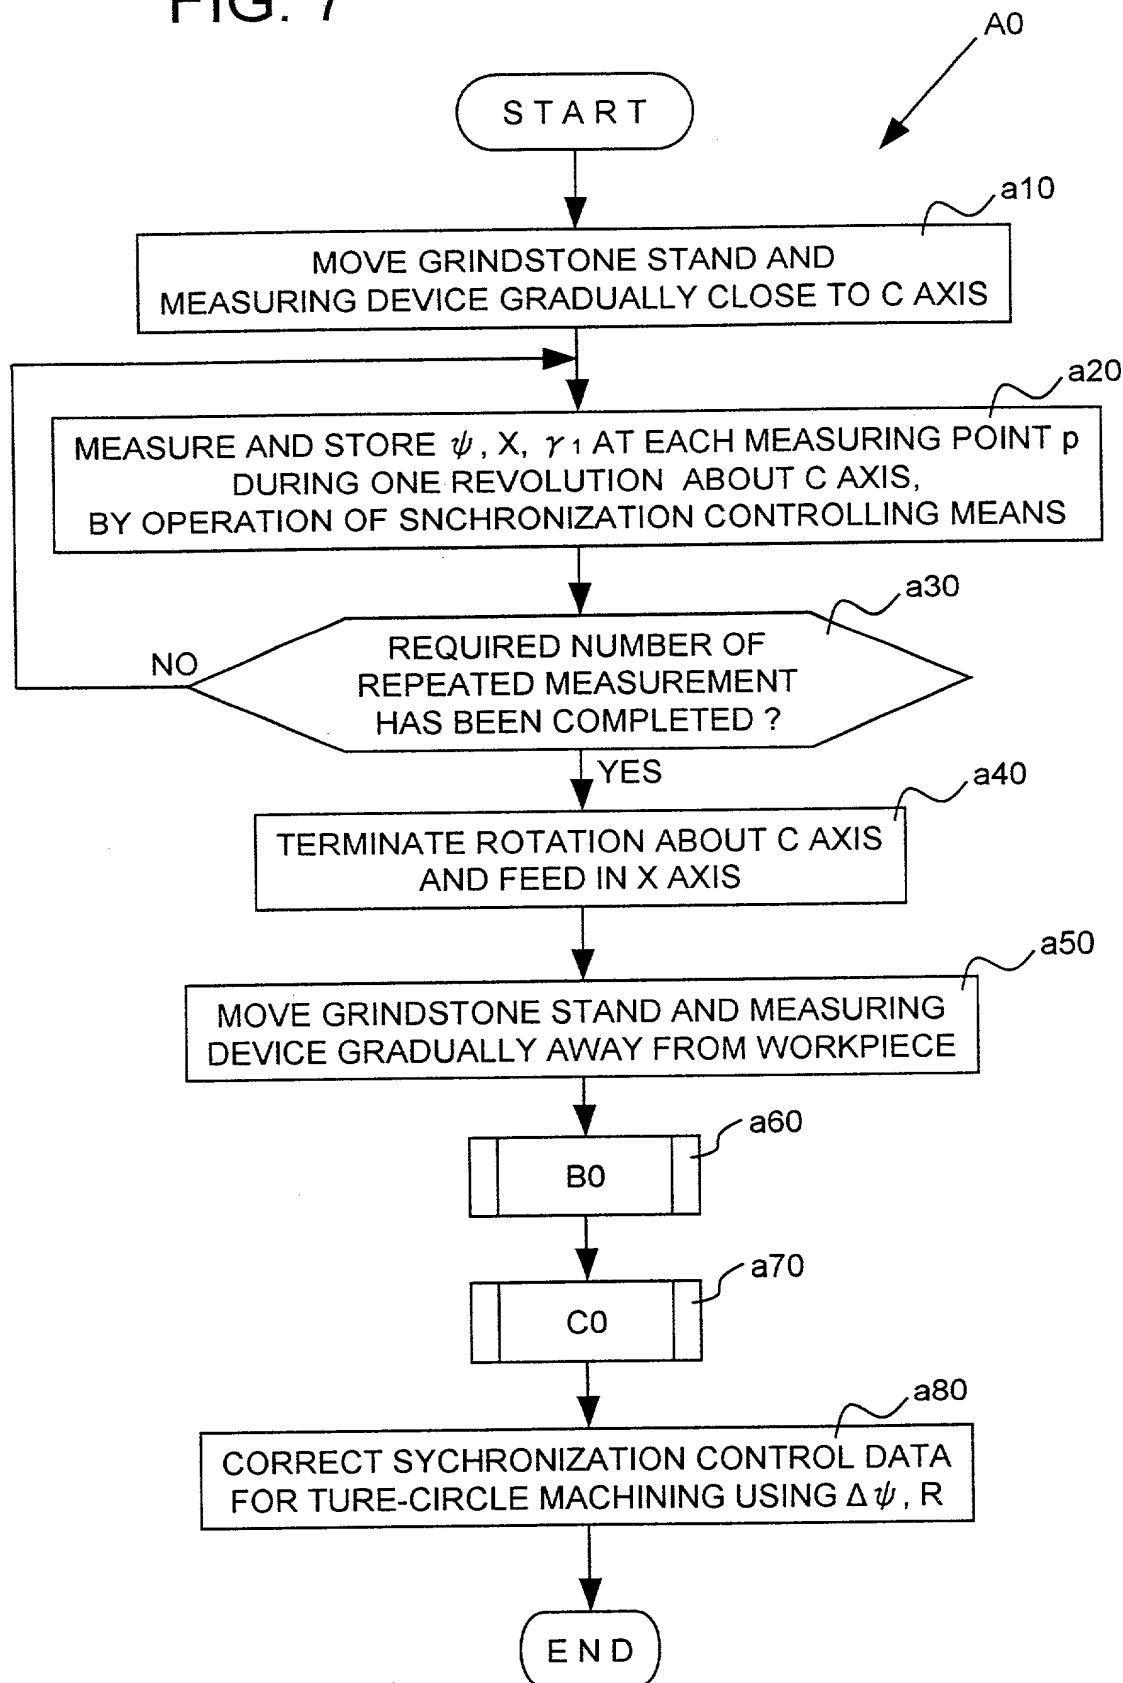 FIG. 7
A0
START
a10
MOVE GRINDSTONE STAND AND
MEASURING DEVICE GRADUALLY CLOSE TO C AXIS
a20
MEASURE AND STORE ψ, X, γ1 AT EACH MEASURING POINT p
DURING ONE REVOLUTION ABOUT C AXIS,
BY OPERATION OF SNCHRONIZATION CONTROLLING MEANS
a30
REQUIRED NUMBER OF
REPEATED MEASUREMENT
HAS BEEN COMPLETED ?
NO
YES
a40
TERMINATE ROTATION ABOUT C AXIS
AND FEED IN X AXIS
a50
MOVE GRINDSTONE STAND AND MEASURING
DEVICE GRADUALLY AWAY FROM WORKPIECE
a60
B0
a70
C0
a80
CORRECT SYCHRONIZATION CONTROL DATA
FOR TURE-CIRCLE MACHINING USING Δψ, R
END